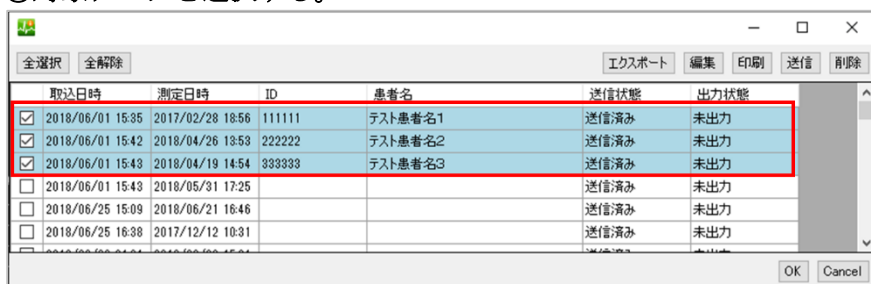 全選択 全解除 エクスポート 編集 印刷 送信 削除
取込日時 測定日時 ID 患者名 送信状態 出力状態
2018/06/01 15:35 2017/02/28 18:56 111111 テスト患者名1 送信済み 未出力
2018/06/01 15:42 2018/04/26 13:53 222222 テスト患者名2 送信済み 未出力
2018/06/01 15:43 2018/04/19 14:54 333333 テスト患者名3 送信済み 未出力
2018/06/01 15:43 2018/05/31 17:25 送信済み 未出力
2018/06/25 15:09 2018/06/21 16:46 送信済み 未出力
2018/06/25 16:38 2017/12/12 10:31 送信済み 未出力
OK Cancel